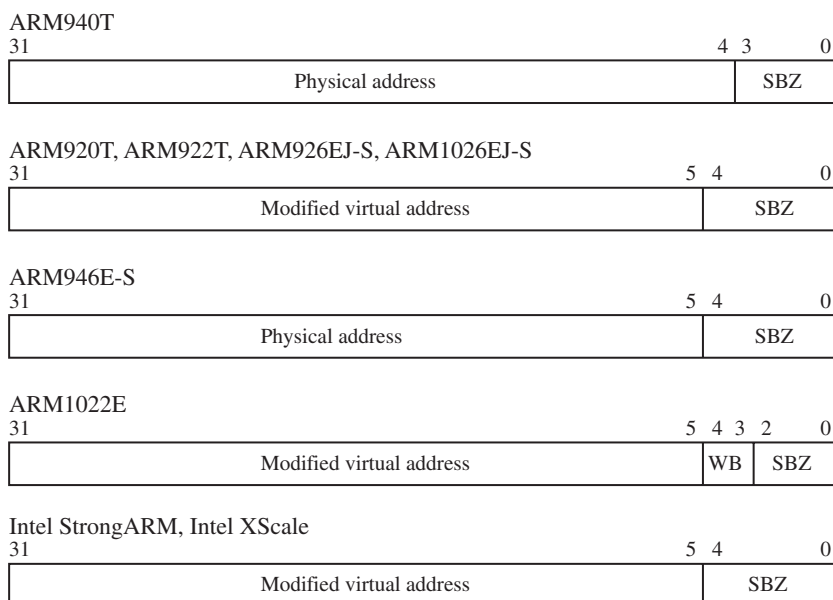 ARM940T
31 4 3 0
Physical address SBZ
ARM920T, ARM922T, ARM926EJ-S, ARM1026EJ-S
31 5 4 0
Modified virtual address SBZ
ARM946E-S
31 5 4 0
Physical address SBZ
ARM1022E
31 5 4 3 2 0
Modified virtual address WB SBZ
Intel StrongARM, Intel XScale
31 5 4 0
Modified virtual address SBZ